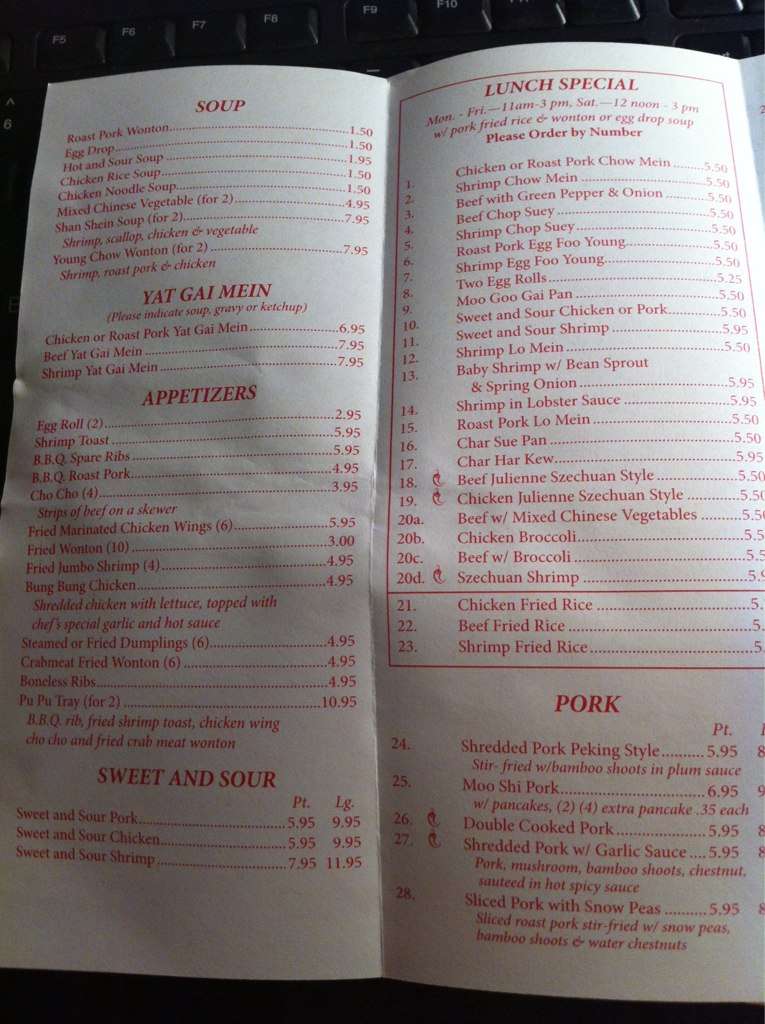 F5 F6 F7 F8 F9 F10
^
6
SOUP
Roast Pork Wonton 1.50
Egg Drop 1.50
Hot and Sour Soup 1.95
Chicken Rice Soup 1.50
Chicken Noodle Soup 1.50
Mixed Chinese Vegetable (for 2) 4.95
Shan Shein Soup (for 2) 7.95
Shrimp, scallop, chicken & vegetable
Young Chow Wonton (for 2) 7.95
Shrimp, roast pork & chicken
YAT GAI MEIN
(Please indicate soup, gravy or ketchup)
Chicken or Roast Pork Yat Gai Mein 6.95
Beef Yat Gai Mein 7.95
Shrimp Yat Gai Mein 7.95
APPETIZERS
Egg Roll (2) 2.95
Shrimp Toast 5.95
B.B.Q. Spare Ribs 5.95
B.B.Q. Roast Pork 4.95
Cho Cho (4) 3.95
Strips of beef on a skewer
Fried Marinated Chicken Wings (6) 5.95
Fried Wonton (10) 3.00
Fried Jumbo Shrimp (4) 4.95
Bung Bung Chicken 4.95
Shredded chicken with lettuce, topped with
chef's special garlic and hot sauce
Steamed or Fried Dumplings (6) 4.95
Crabmeat Fried Wonton (6) 4.95
Boneless Ribs 4.95
Pu Pu Tray (for 2) 10.95
B.B.Q. rib, fried shrimp toast, chicken wing
cho cho and fried crab meat wonton
SWEET AND SOUR
Pt. Lg.
Sweet and Sour Pork 5.95 9.95
Sweet and Sour Chicken 5.95 9.95
Sweet and Sour Shrimp 7.95 11.95
LUNCH SPECIAL
Mon. - Fri.—11am-3 pm, Sat.—12 noon - 3 pm
w/ pork fried rice & wonton or egg drop soup
Please Order by Number
1. Chicken or Roast Pork Chow Mein 5.50
2. Shrimp Chow Mein 5.50
3. Beef with Green Pepper & Onion 5.50
4. Beef Chop Suey 5.50
5. Shrimp Chop Suey 5.50
6. Roast Pork Egg Foo Young 5.50
7. Shrimp Egg Foo Young 5.50
8. Two Egg Rolls 5.25
9. Moo Goo Gai Pan 5.50
10. Sweet and Sour Chicken or Pork 5.50
11. Sweet and Sour Shrimp 5.95
12. Shrimp Lo Mein 5.50
13. Baby Shrimp w/ Bean Sprout
& Spring Onion 5.95
14. Shrimp in Lobster Sauce 5.95
15. Roast Pork Lo Mein 5.50
16. Char Sue Pan 5.50
17. Char Har Kew 5.95
18. Beef Julienne Szechuan Style 5.50
19. Chicken Julienne Szechuan Style 5.50
20a. Beef w/ Mixed Chinese Vegetables 5.50
20b. Chicken Broccoli 5.5
20c. Beef w/ Broccoli 5.5
20d. Szechuan Shrimp 5.9
21. Chicken Fried Rice 5.
22. Beef Fried Rice 5.
23. Shrimp Fried Rice 5.
PORK
Pt.
24. Shredded Pork Peking Style 5.95 8
Stir- fried w/bamboo shoots in plum sauce
25. Moo Shi Pork 6.95 9
w/ pancakes, (2) (4) extra pancake .35 each
26. Double Cooked Pork 5.95 8
27. Shredded Pork w/ Garlic Sauce 5.95 8
Pork, mushroom, bamboo shoots, chestnut,
sauteed in hot spicy sauce
28. Sliced Pork with Snow Peas 5.95 8
Sliced roast pork stir-fried w/ snow peas,
bamboo shoots & water chestnuts